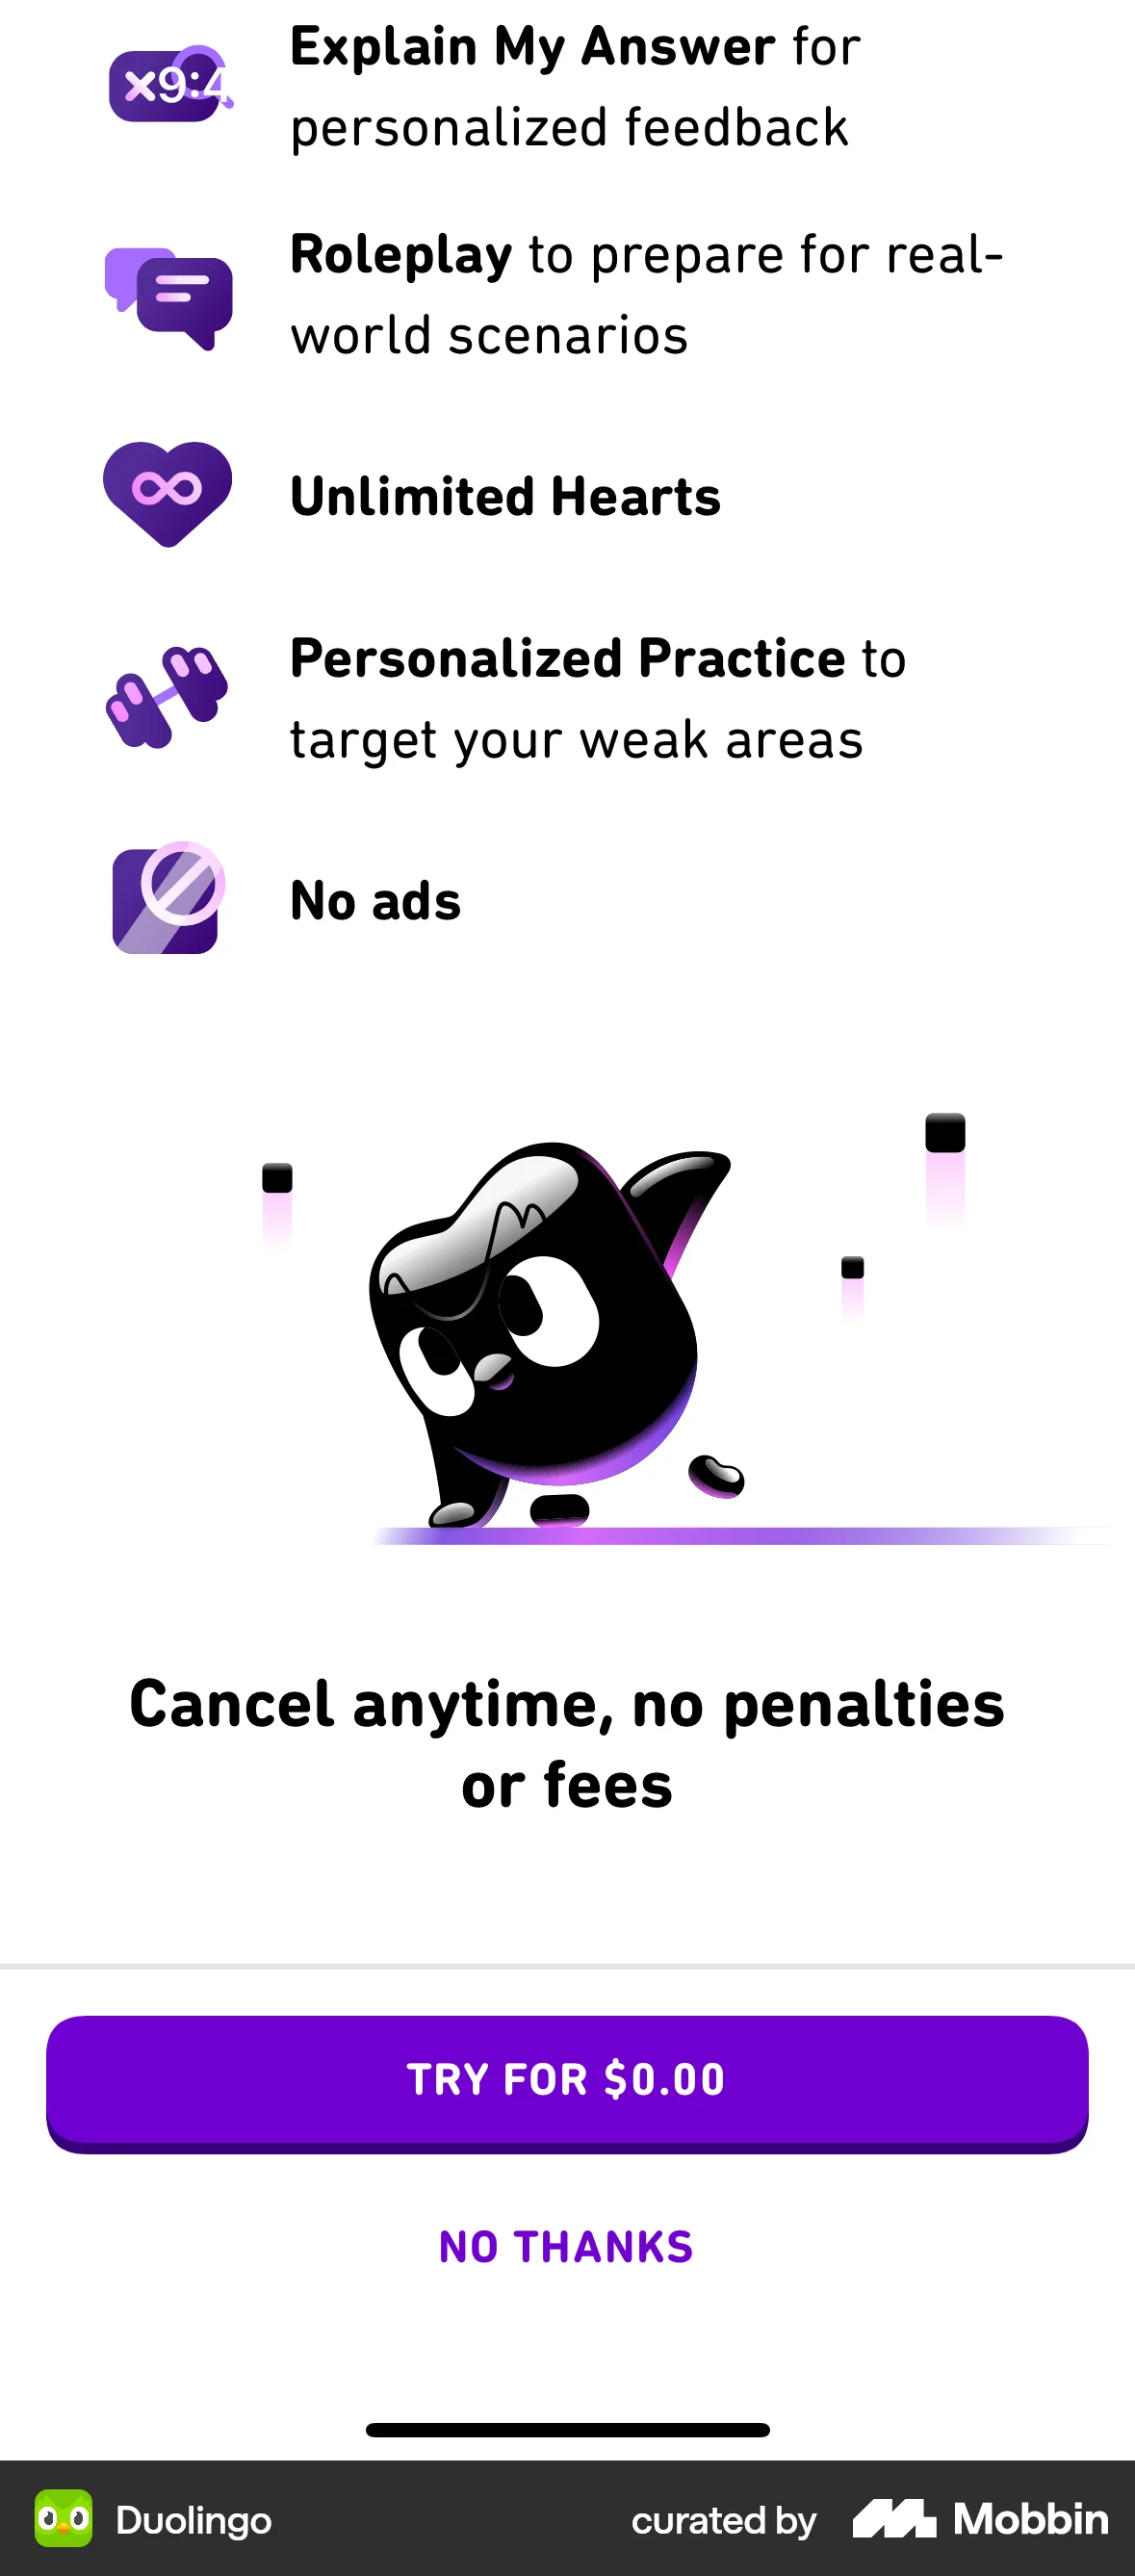 Explain My Answer for
personalized feedback
9:4
Roleplay to prepare for real-
world scenarios
Unlimited Hearts
Personalized Practice to
target your weak areas
No ads
Cancel anytime, no penalties
or fees
TRY FOR $0.00
NO THANKS
Duolingo
curated by Mobbin